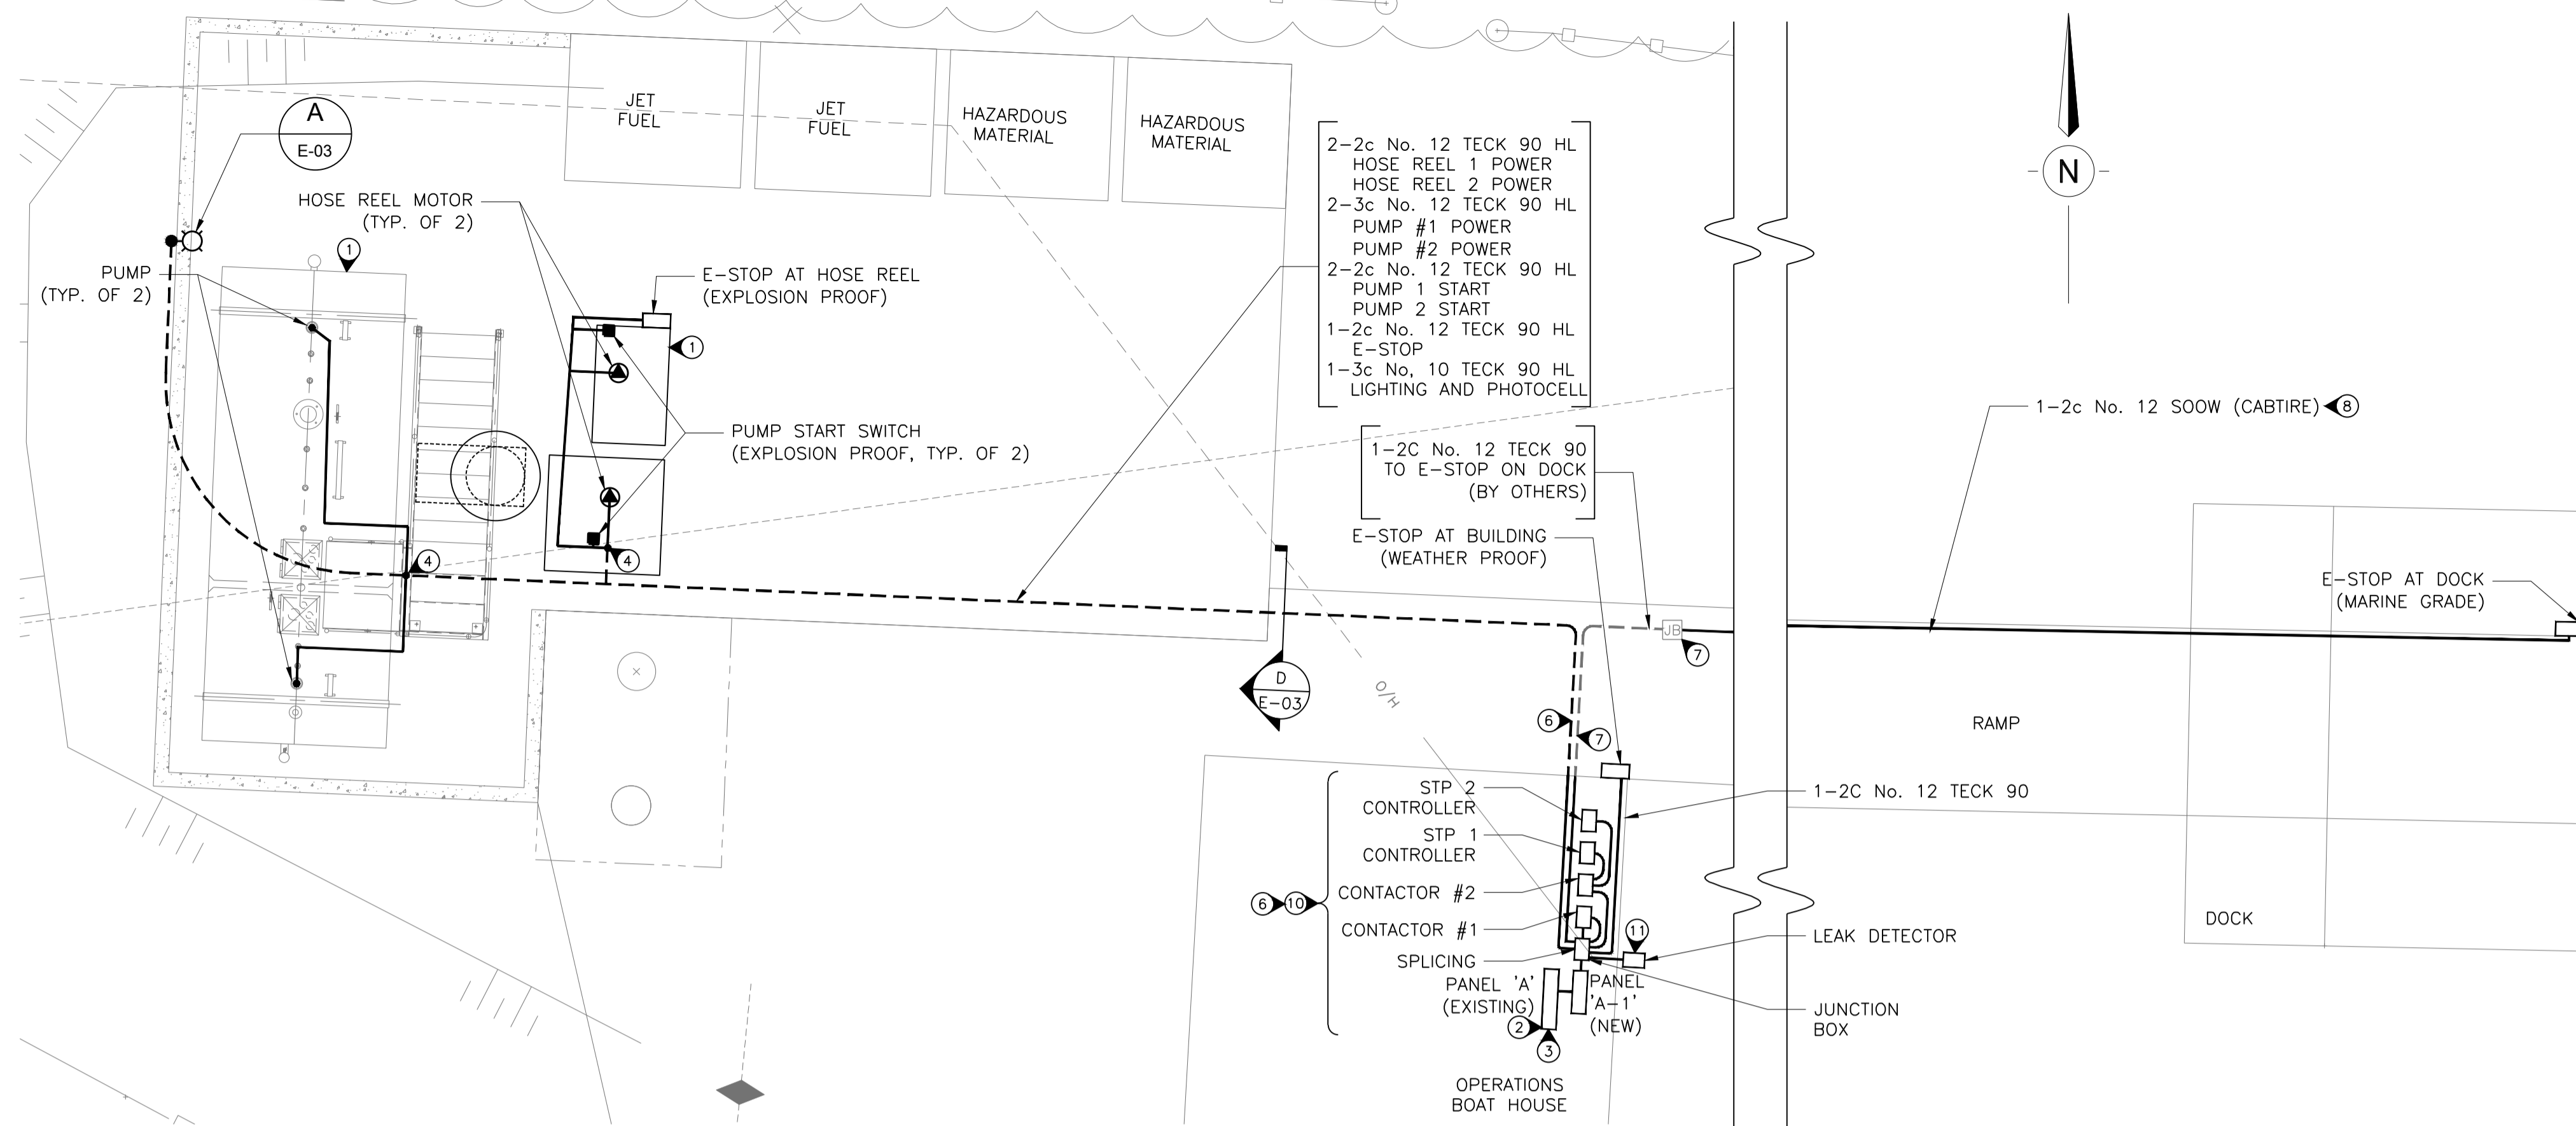 A
E-03
JET
FUEL
JET
FUEL
HAZARDOUS
MATERIAL
HAZARDOUS
MATERIAL
HOSE REEL MOTOR
(TYP. OF 2)
1
PUMP
(TYP. OF 2)
E-STOP AT HOSE REEL
(EXPLOSION PROOF)
1
PUMP START SWITCH
(EXPLOSION PROOF, TYP. OF 2)
4
4
2-2c No. 12 TECK 90 HL
HOSE REEL 1 POWER
HOSE REEL 2 POWER
2-3c No. 12 TECK 90 HL
PUMP #1 POWER
PUMP #2 POWER
2-2c No. 12 TECK 90 HL
PUMP 1 START
PUMP 2 START
1-2c No. 12 TECK 90 HL
E-STOP
1-3c No, 10 TECK 90 HL
LIGHTING AND PHOTOCELL
1-2C No. 12 TECK 90
TO E-STOP ON DOCK
(BY OTHERS)
E-STOP AT BUILDING
(WEATHER PROOF)
N
1-2c No. 12 SOOW (CABTIRE)
8
E-STOP AT DOCK
(MARINE GRADE)
JB
7
D
E-03
O/H
6
7
RAMP
STP 2
CONTROLLER
STP 1
CONTROLLER
6
10
CONTACTOR #2
CONTACTOR #1
SPLICING
1-2C No. 12 TECK 90
11
LEAK DETECTOR
DOCK
PANEL 'A'
(EXISTING)
PANEL
'A-1'
(NEW)
JUNCTION
BOX
2
3
OPERATIONS
BOAT HOUSE